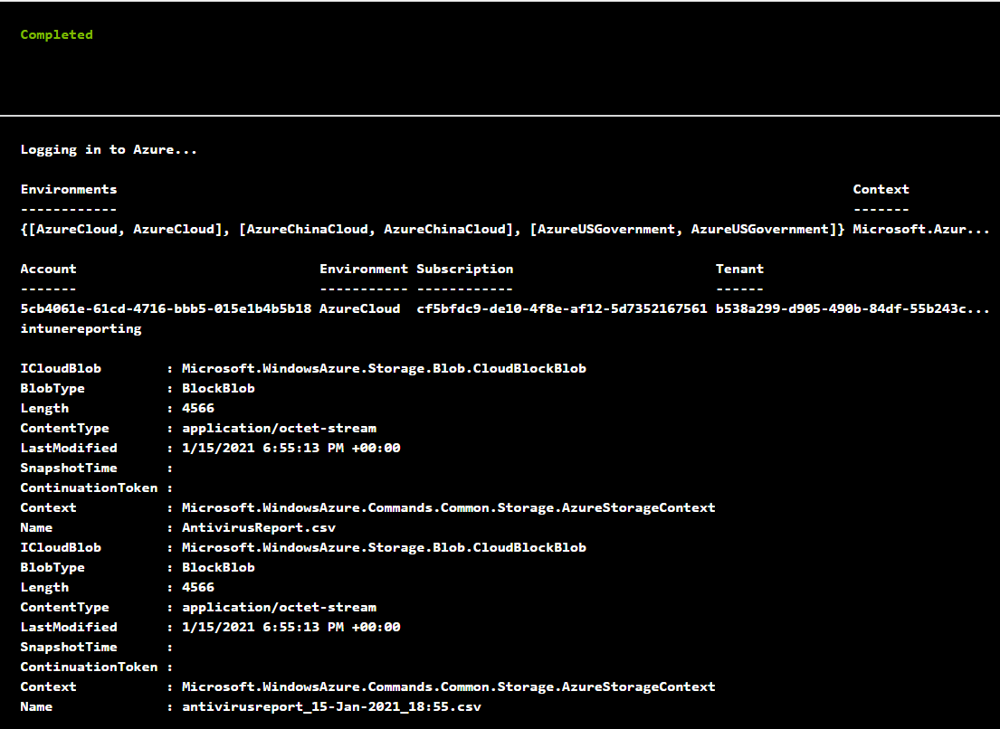 Completed
Logging in to Azure...
Environments Context
------------ -------
{[AzureCloud, AzureCloud], [AzureChinaCloud, AzureChinaCloud], [AzureUSGovernment, AzureUSGovernment]} Microsoft.Azur...
Account Environment Subscription Tenant
------- ----------- ------------ ------
5cb4061e-61cd-4716-bbb5-015e1b4b5b18 AzureCloud cf5bfdc9-de10-4f8e-af12-5d7352167561 b538a299-d905-490b-84df-55b243c...
intunereporting
ICloudBlob : Microsoft.WindowsAzure.Storage.Blob.CloudBlockBlob
BlobType : BlockBlob
Length : 4566
ContentType : application/octet-stream
LastModified : 1/15/2021 6:55:13 PM +00:00
SnapshotTime :
ContinuationToken :
Context : Microsoft.WindowsAzure.Commands.Common.Storage.AzureStorageContext
Name : AntivirusReport.csv
ICloudBlob : Microsoft.WindowsAzure.Storage.Blob.CloudBlockBlob
BlobType : BlockBlob
Length : 4566
ContentType : application/octet-stream
LastModified : 1/15/2021 6:55:13 PM +00:00
SnapshotTime :
ContinuationToken :
Context : Microsoft.WindowsAzure.Commands.Common.Storage.AzureStorageContext
Name : antivirusreport_15-Jan-2021_18:55.csv